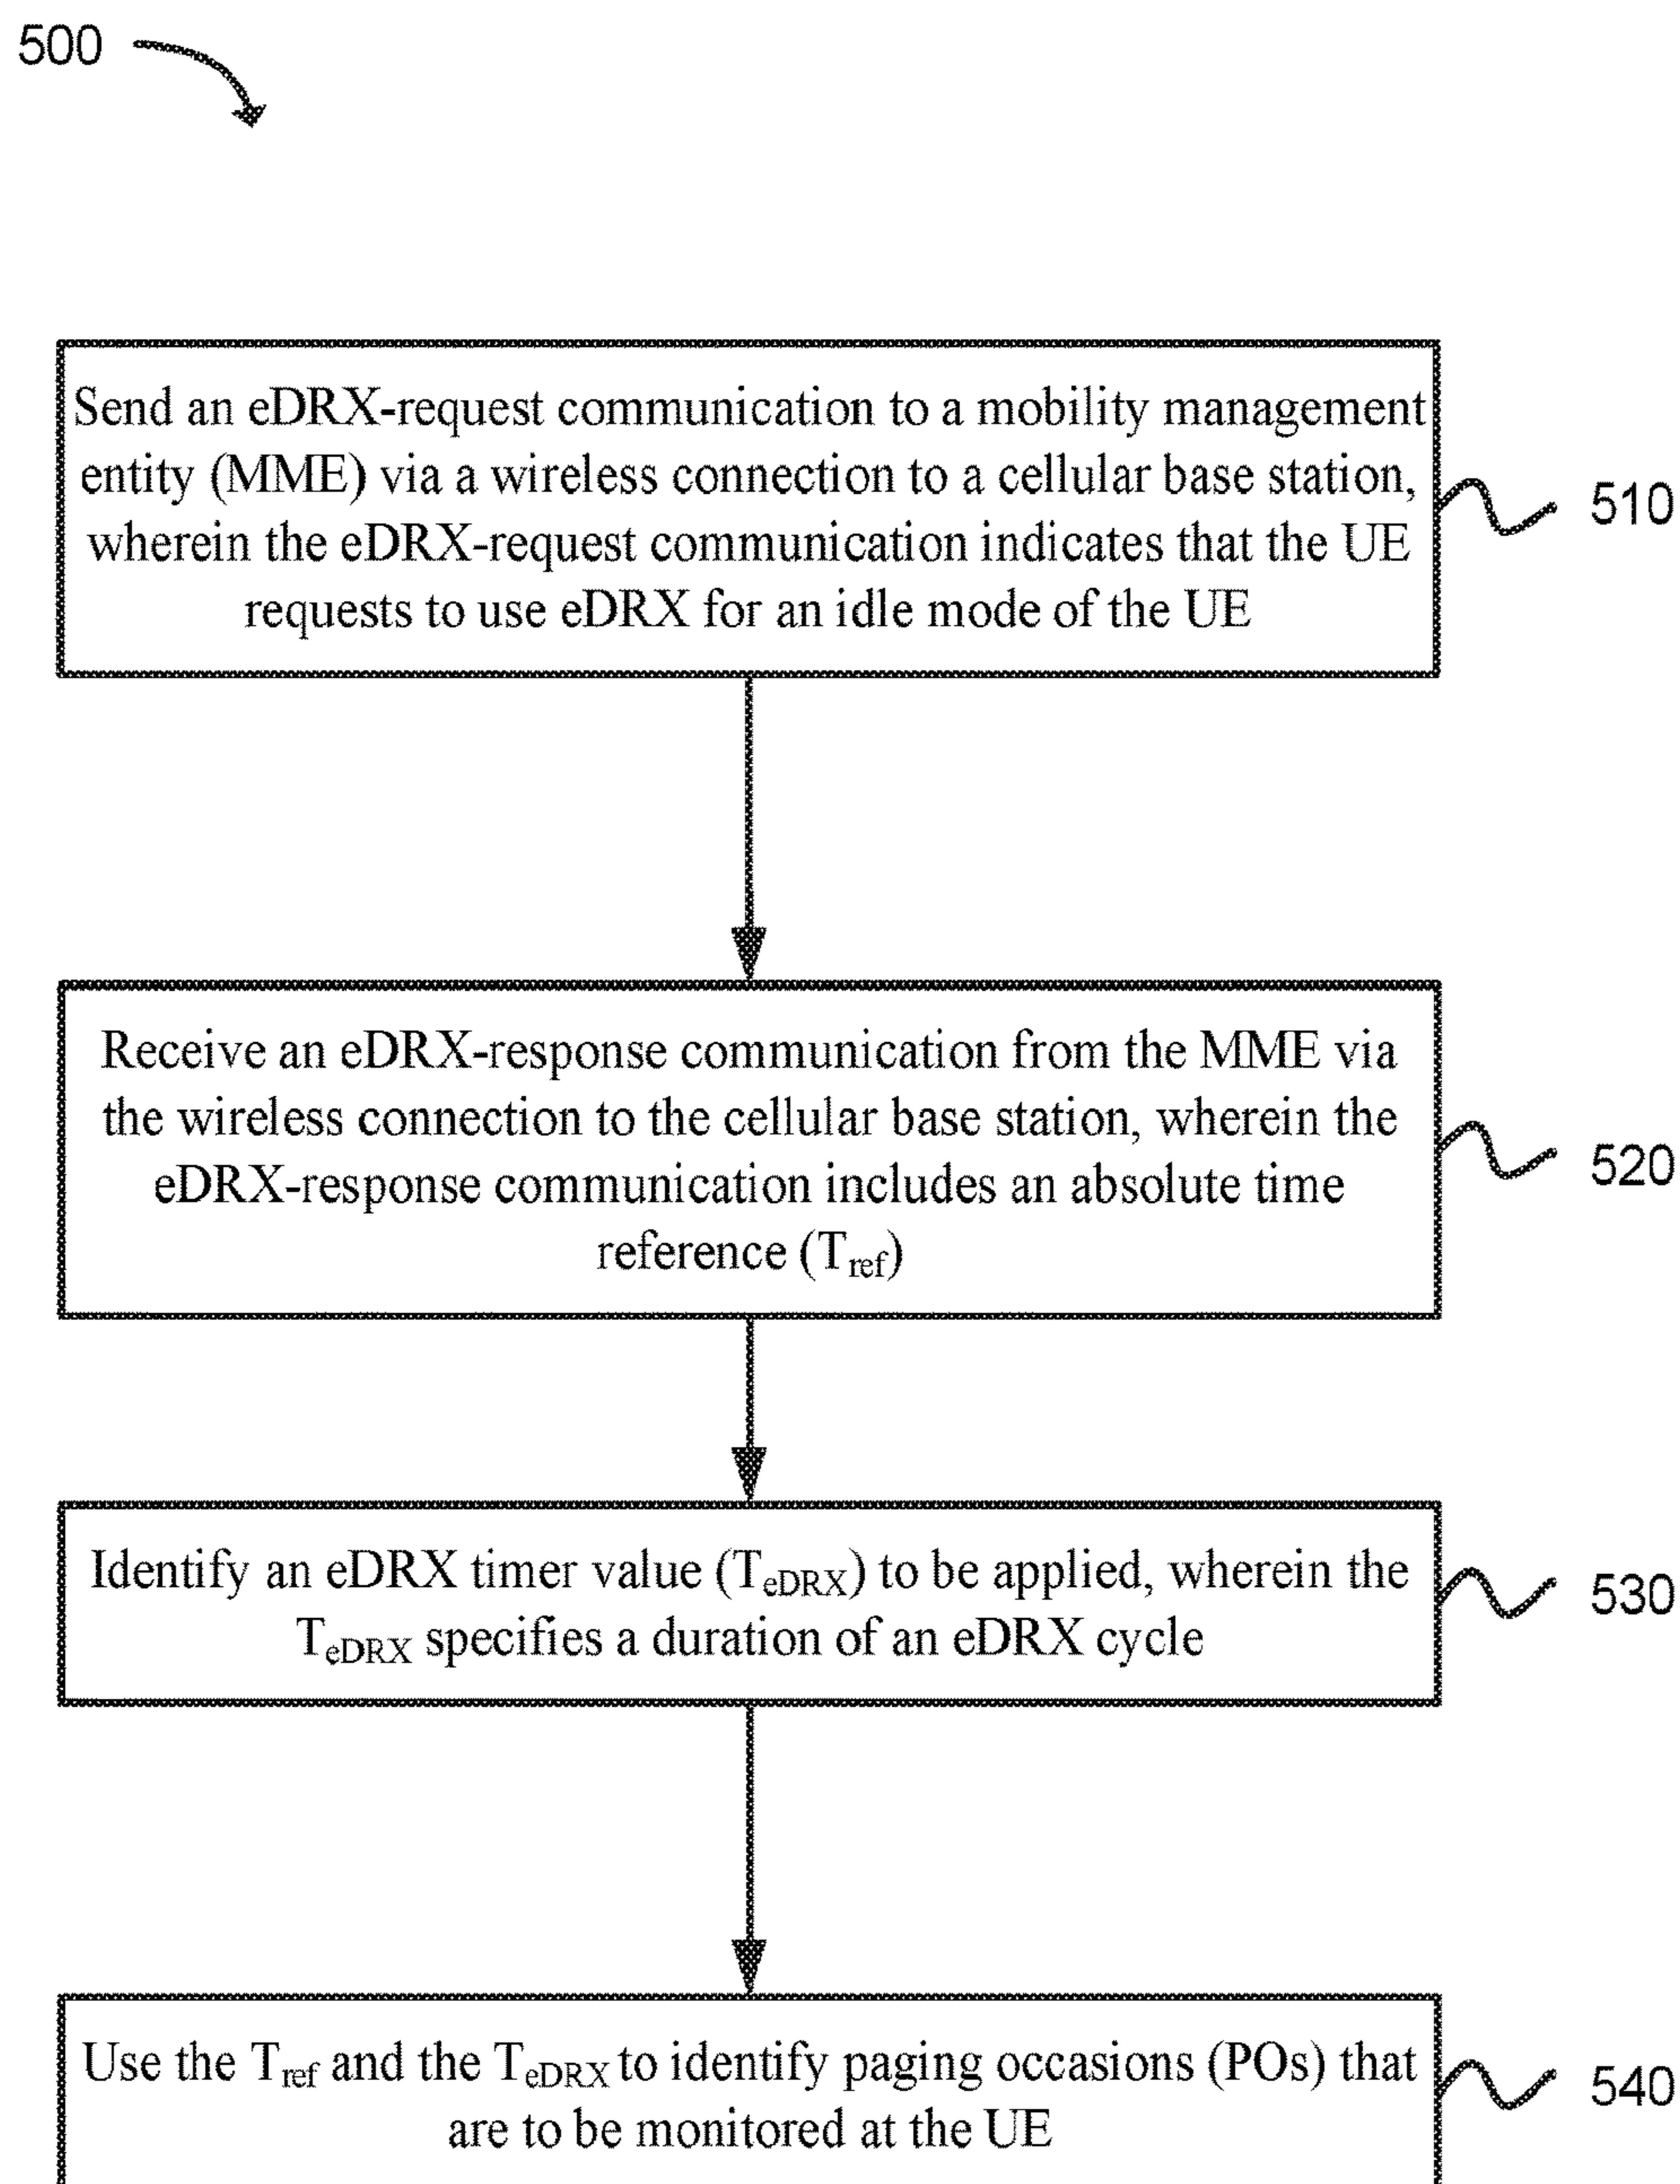 500
Send an eDRX-request communication to a mobility management
entity (MME) via a wireless connection to a cellular base station,
wherein the eDRX-request communication indicates that the UE
requests to use eDRX for an idle mode of the UE
510
Receive an eDRX-response communication from the MME via
the wireless connection to the cellular base station, wherein the
eDRX-response communication includes an absolute time
reference (Tref)
520
Identify an eDRX timer value (TeDRX) to be applied, wherein the
TeDRX specifies a duration of an eDRX cycle
530
Use the Tref and the TeDRX to identify paging occasions (POs) that
are to be monitored at the UE
540